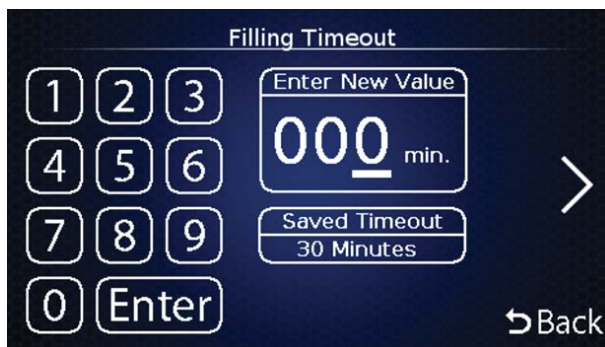 Filling Timeout
1 2 3
4 5 6
7 8 9
0 Enter
Enter New Value
000 min.
Saved Timeout
30 Minutes
Back